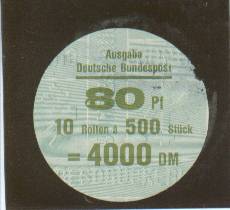 Ausgabe
Deutsche Bundespost
80 Pf
10 Rollen à 500 Stück
= 4000 DM